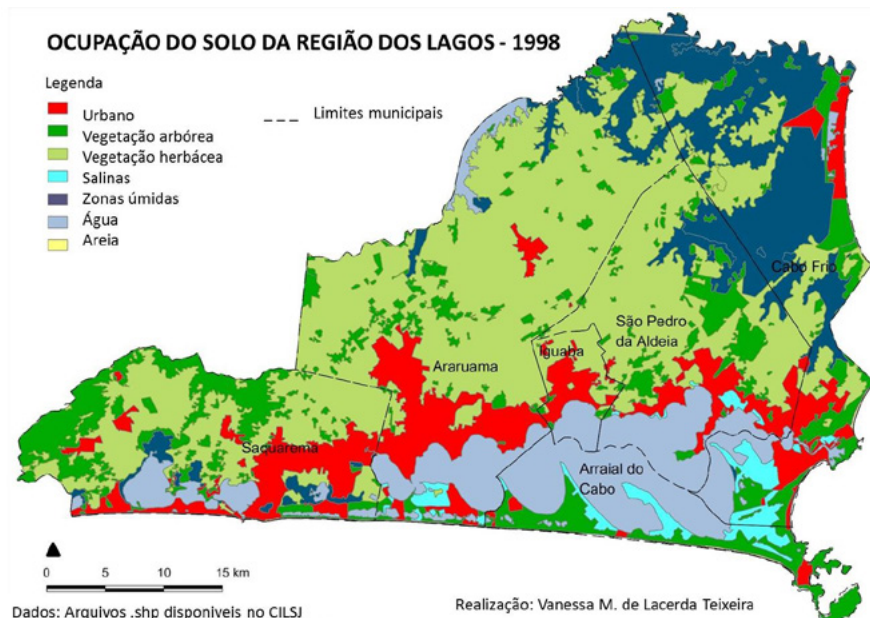 OCUPAÇÃO DO SOLO DA REGIÃO DOS LAGOS - 1998
Legenda
Urbano
Limites municipais
Vegetação arbórea
Vegetação herbácea
Salinas
Zonas úmidas
Água
Areia
Cabo Frio
São Pedro
da Aldeia
Iguaba
Araruama
Saquarema
Arraial do
Cabo
0 5 10 15 km
Dados: Arquivos .shp disponiveis no CILSJ
Realização: Vanessa M. de Lacerda Teixeira